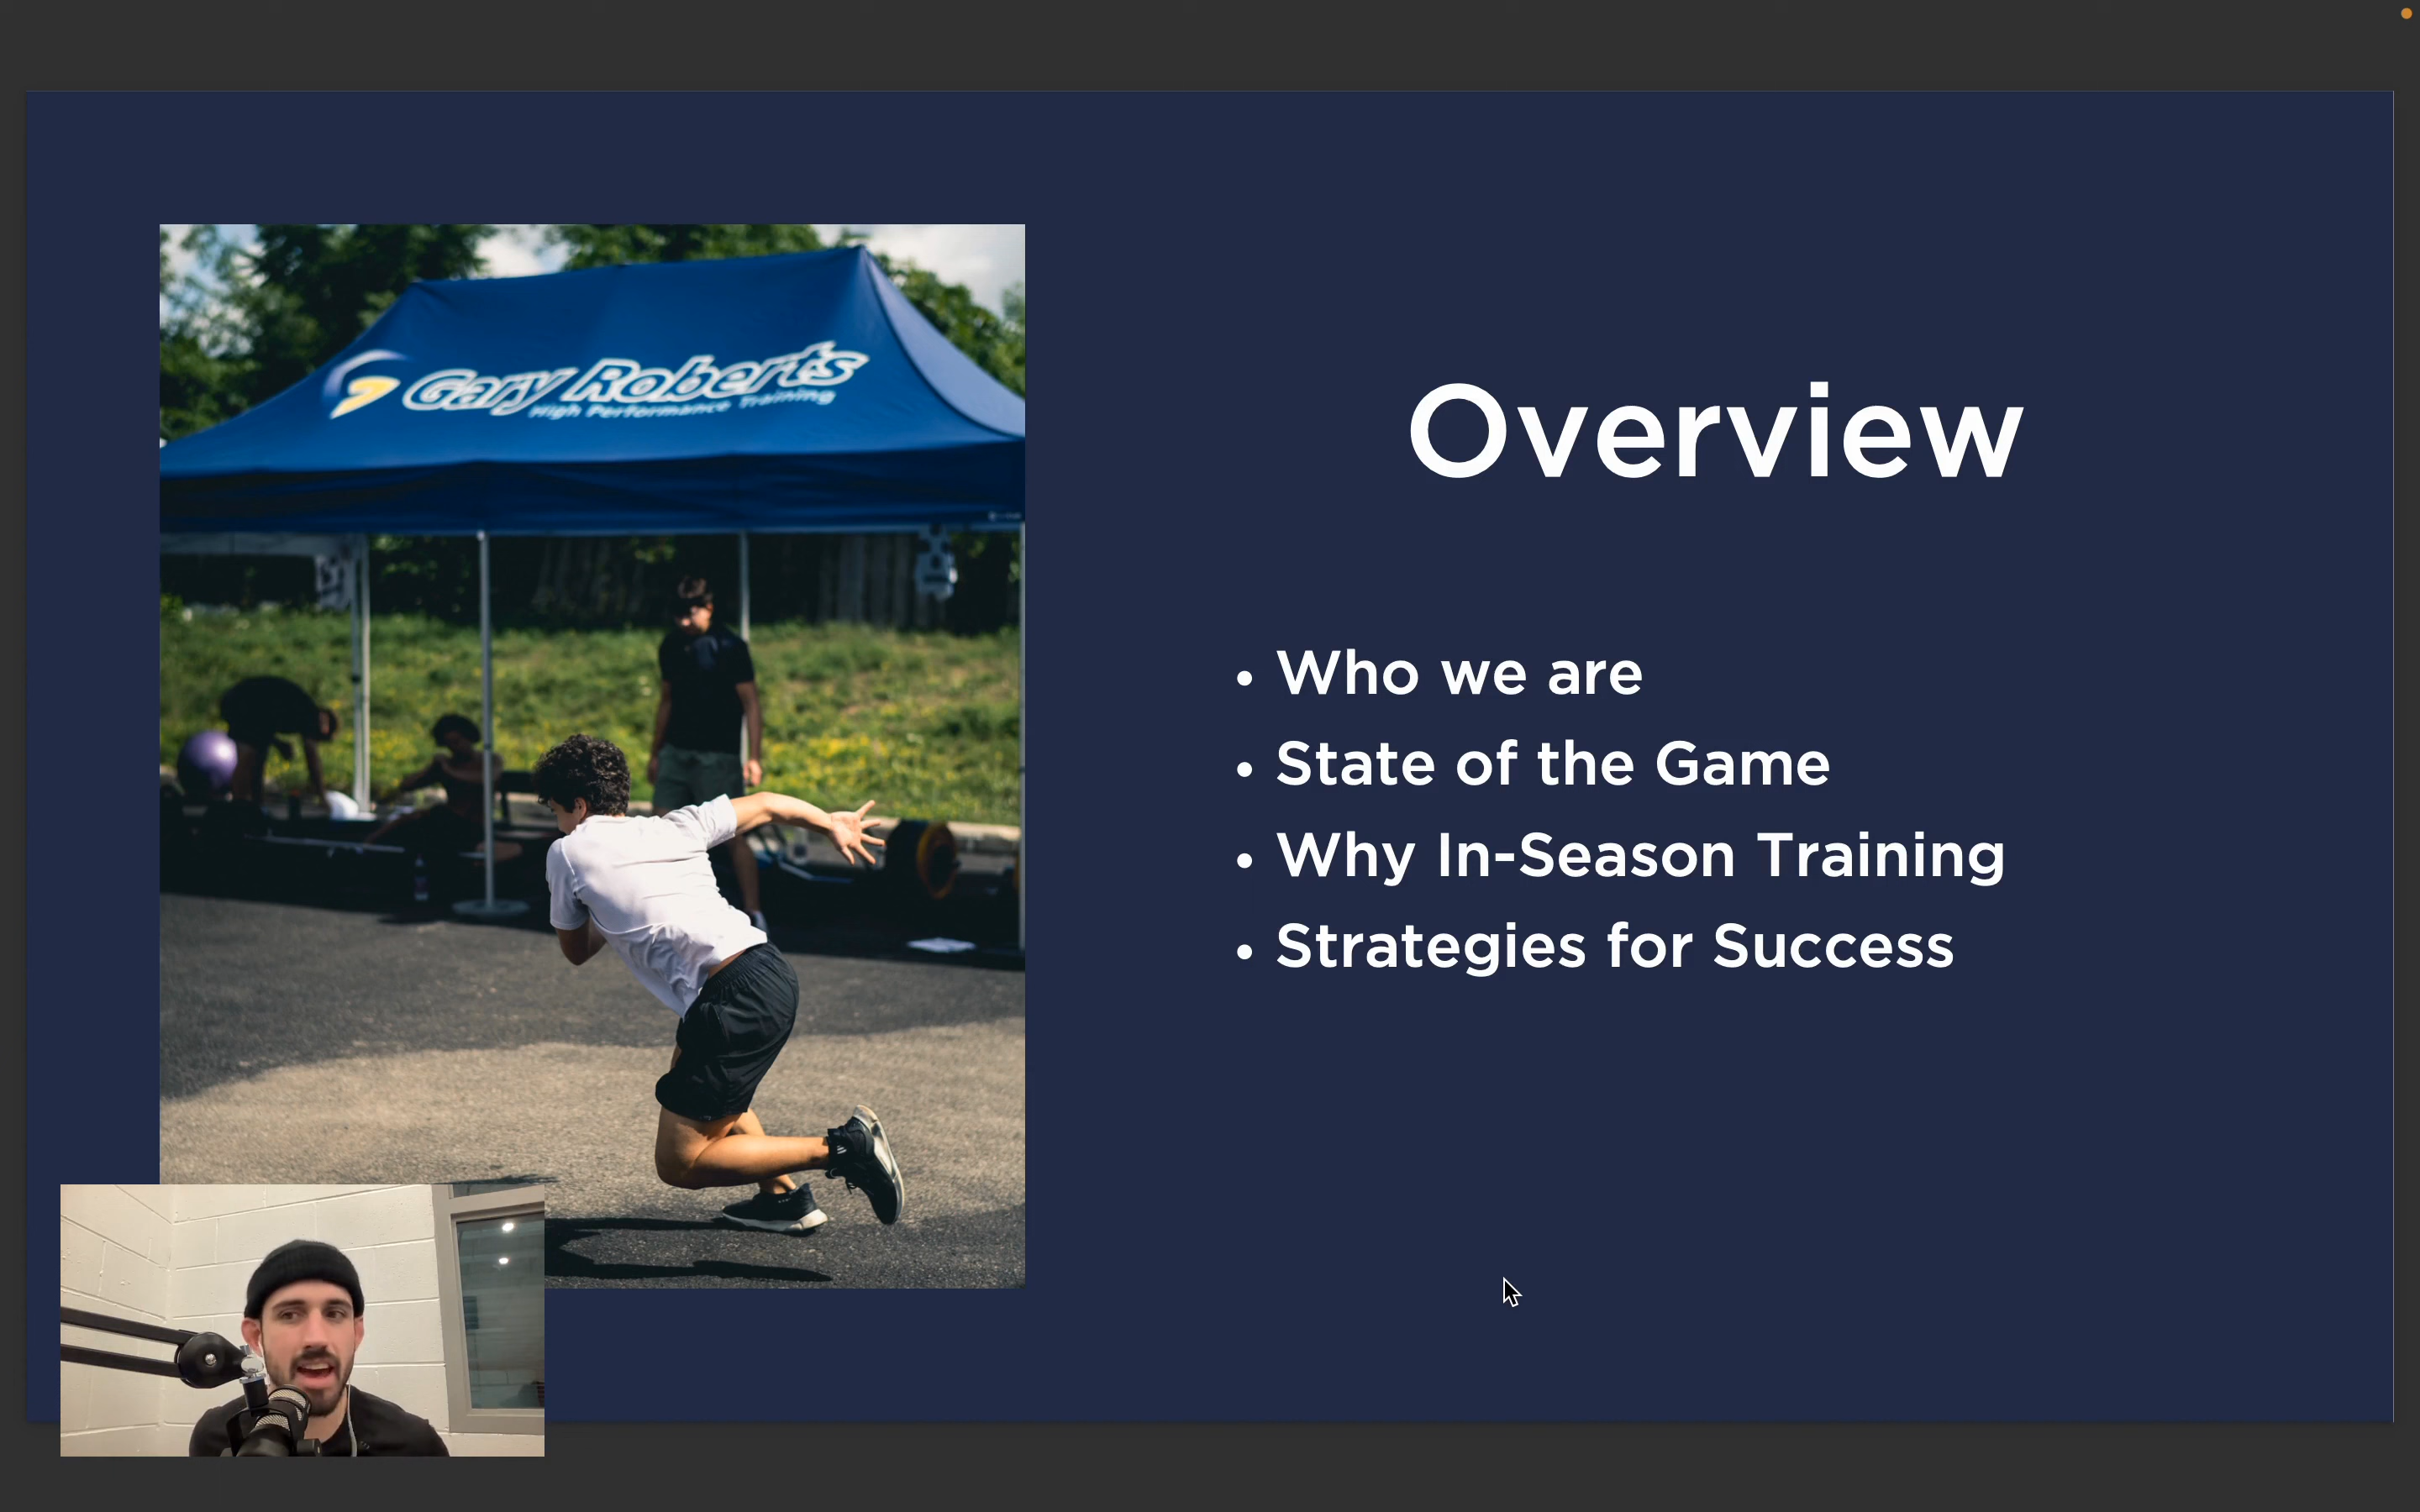 Gary Roberts
High Performance Training
Overview
• Who we are
• State of the Game
• Why In-Season Training
• Strategies for Success